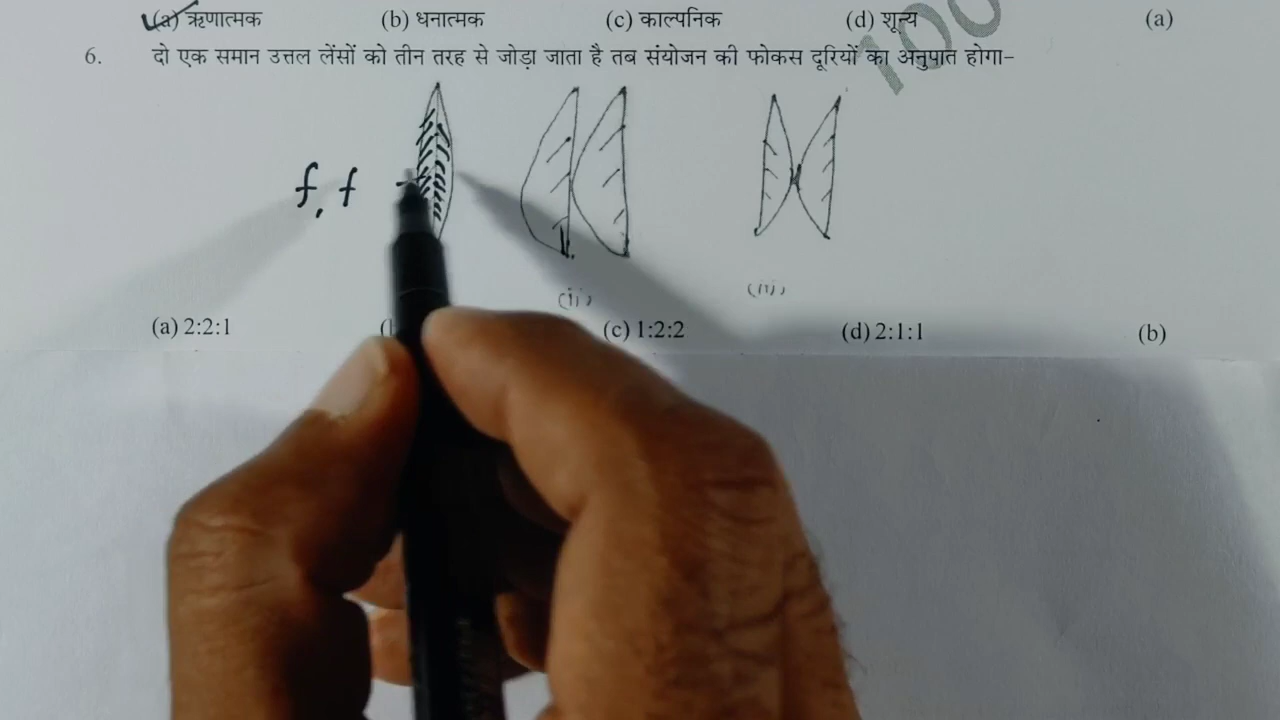 (a) ऋणात्मक (b) धनात्मक (c) काल्पनिक (d) शून्य (a)
100
6. दो एक समान उत्तल लेंसों को तीन तरह से जोड़ा जाता है तब संयोजन की फोकस दूरियों का अनुपात होगा–
f, f
(ii) (iii)
(a) 2:2:1 (c) 1:2:2 (d) 2:1:1 (b)